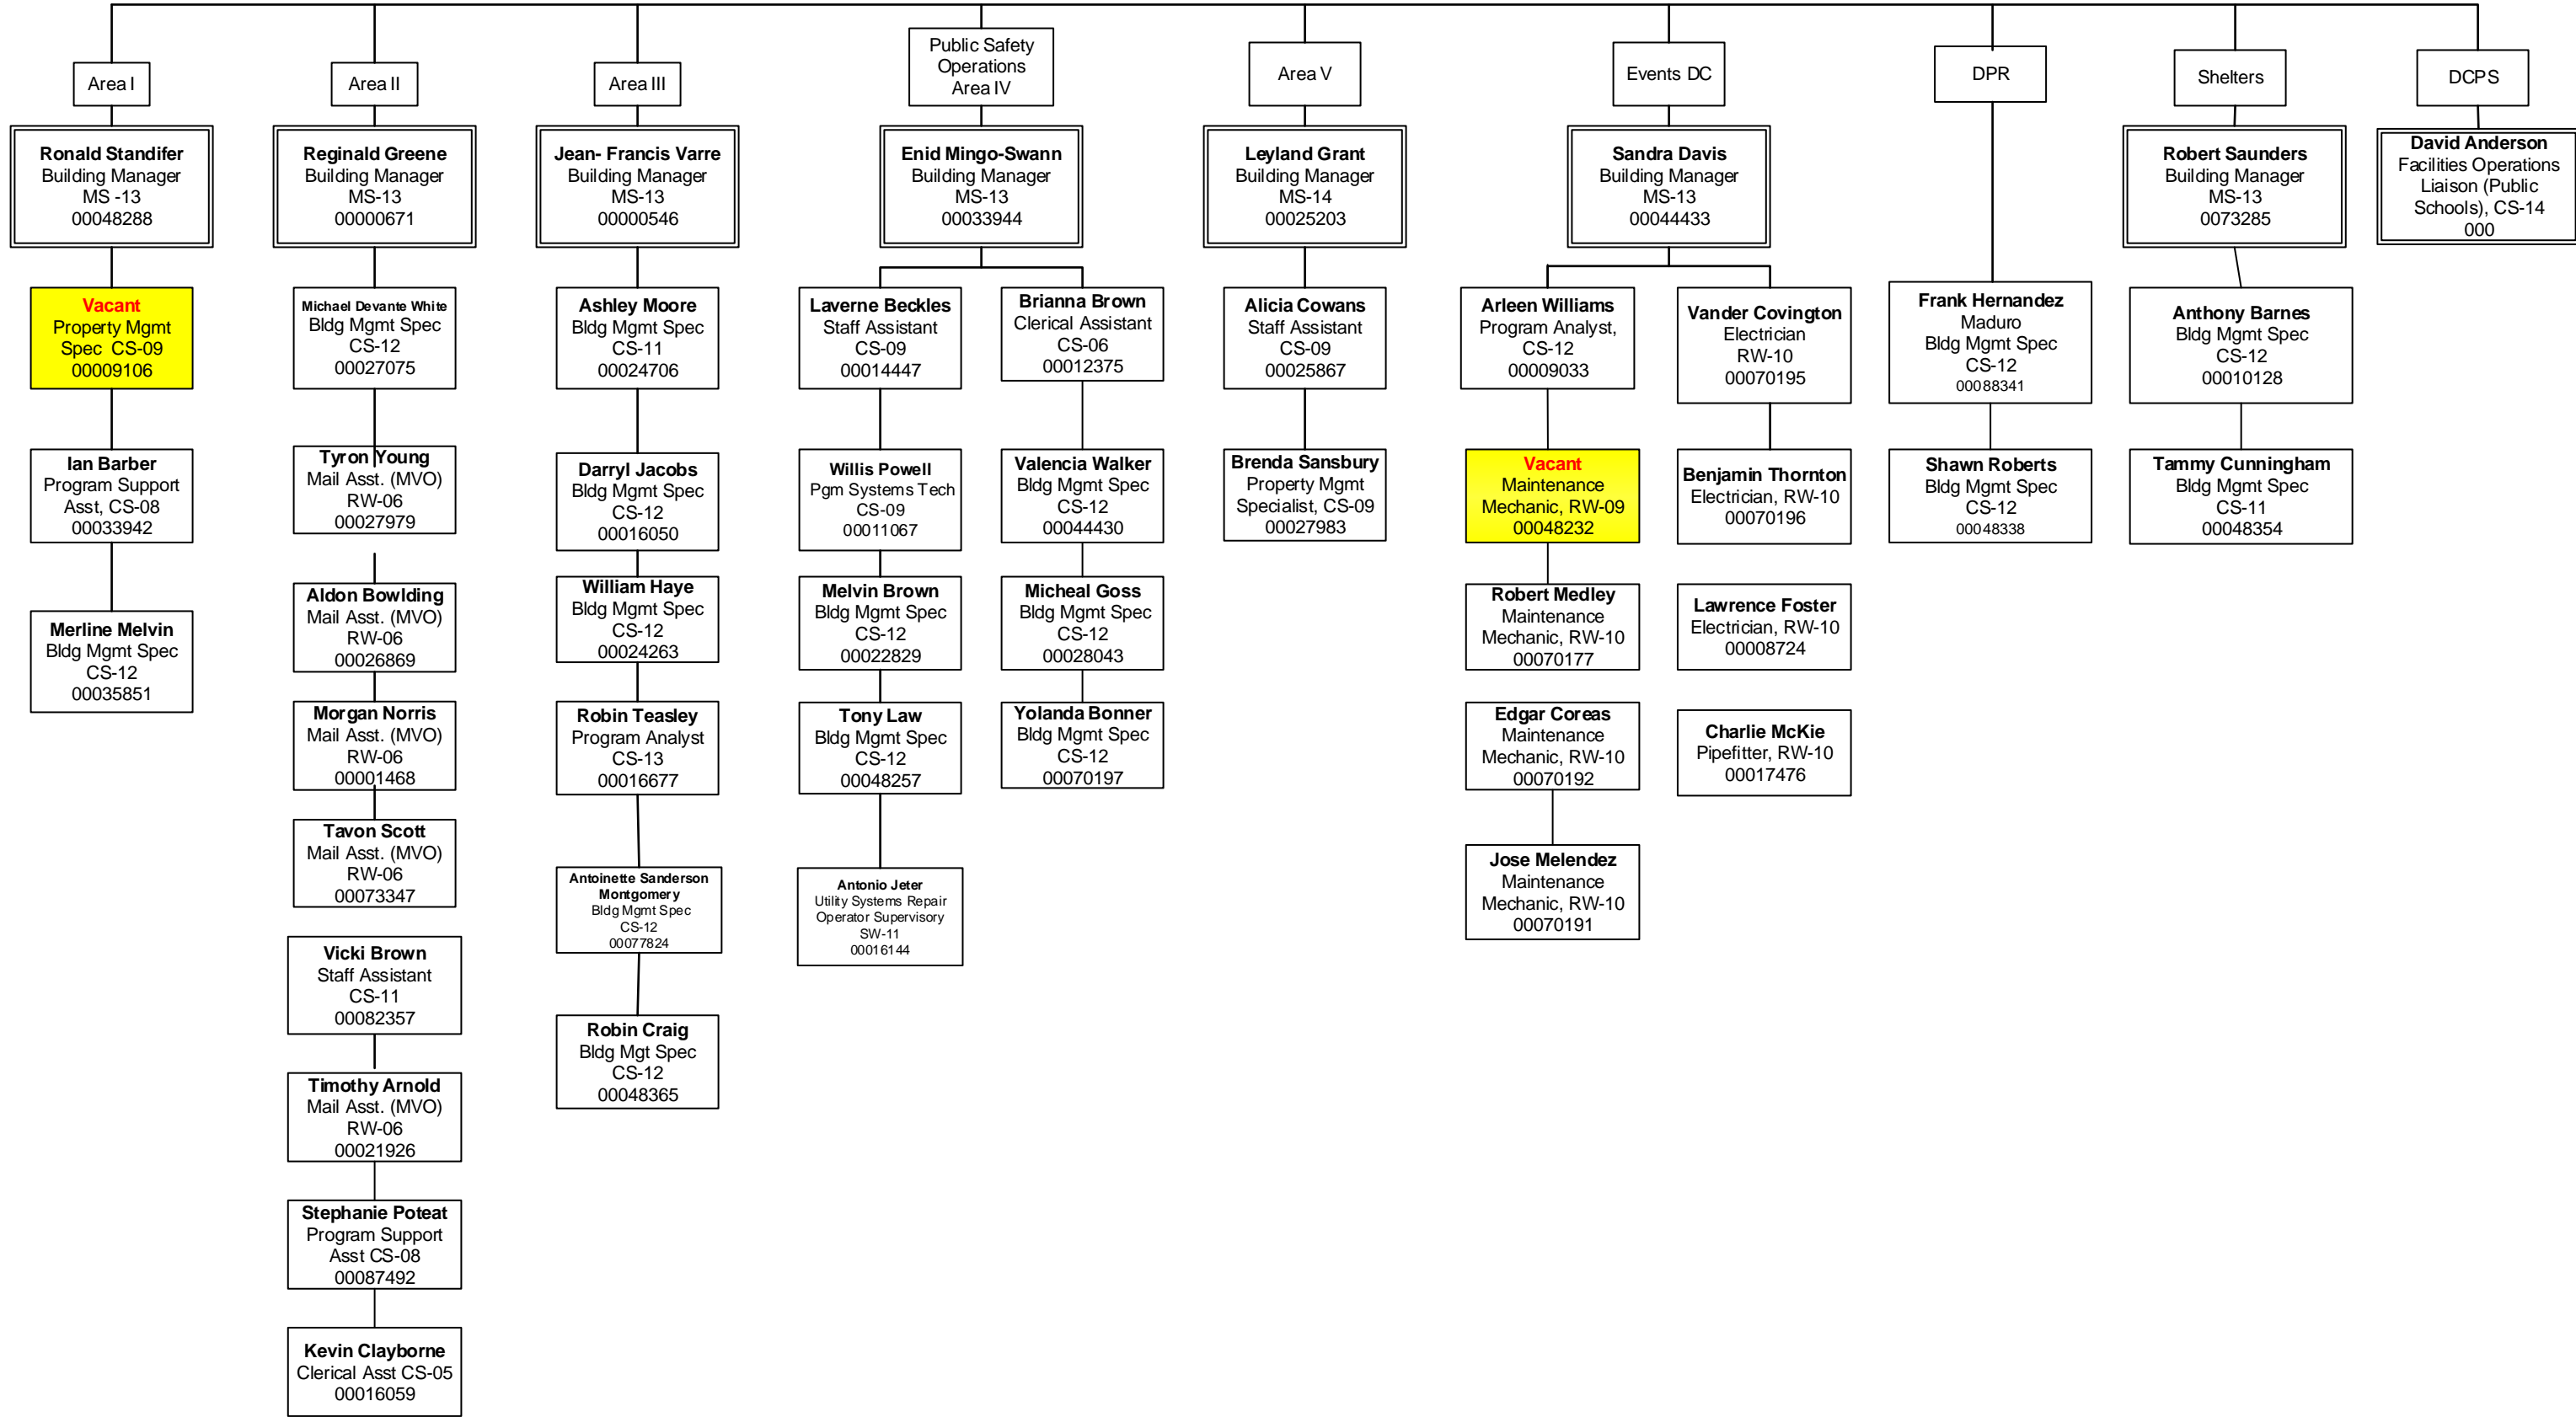 Area I
Ronald Standifer
Building Manager
MS -13
00048288
Vacant
Property Mgmt
Spec CS-09
00009106
Ian Barber
Program Support
Asst, CS-08
00033942
Merline Melvin
Bldg Mgmt Spec
CS-12
00035851
Area II
Reginald Greene
Building Manager
MS-13
00000671
Michael Devante White
Bldg Mgmt Spec
CS-12
00027075
Tyron Young
Mail Asst. (MVO)
RW-06
00027979
Aldon Bowlding
Mail Asst. (MVO)
RW-06
00026869
Morgan Norris
Mail Asst. (MVO)
RW-06
00001468
Tavon Scott
Mail Asst. (MVO)
RW-06
00073347
Vicki Brown
Staff Assistant
CS-11
00082357
Timothy Arnold
Mail Asst. (MVO)
RW-06
00021926
Stephanie Poteat
Program Support
Asst CS-08
00087492
Kevin Clayborne
Clerical Asst CS-05
00016059
Area III
Jean- Francis Varre
Building Manager
MS-13
00000546
Ashley Moore
Bldg Mgmt Spec
CS-11
00024706
Darryl Jacobs
Bldg Mgmt Spec
CS-12
00016050
William Haye
Bldg Mgmt Spec
CS-12
00024263
Robin Teasley
Program Analyst
CS-13
00016677
Antoinette Sanderson
Montgomery
Bldg Mgmt Spec
CS-12
00077824
Robin Craig
Bldg Mgt Spec
CS-12
00048365
Public Safety
Operations
Area IV
Enid Mingo-Swann
Building Manager
MS-13
00033944
Laverne Beckles
Staff Assistant
CS-09
00014447
Willis Powell
Pgm Systems Tech
CS-09
00011067
Melvin Brown
Bldg Mgmt Spec
CS-12
00022829
Tony Law
Bldg Mgmt Spec
CS-12
00048257
Antonio Jeter
Utility Systems Repair
Operator Supervisory
SW-11
00016144
Brianna Brown
Clerical Assistant
CS-06
00012375
Valencia Walker
Bldg Mgmt Spec
CS-12
00044430
Micheal Goss
Bldg Mgmt Spec
CS-12
00028043
Yolanda Bonner
Bldg Mgmt Spec
CS-12
00070197
Area V
Leyland Grant
Building Manager
MS-14
00025203
Alicia Cowans
Staff Assistant
CS-09
00025867
Brenda Sansbury
Property Mgmt
Specialist, CS-09
00027983
Events DC
Sandra Davis
Building Manager
MS-13
00044433
Arleen Williams
Program Analyst,
CS-12
00009033
Vacant
Maintenance
Mechanic, RW-09
00048232
Robert Medley
Maintenance
Mechanic, RW-10
00070177
Edgar Coreas
Maintenance
Mechanic, RW-10
00070192
Jose Melendez
Maintenance
Mechanic, RW-10
00070191
Vander Covington
Electrician
RW-10
00070195
Benjamin Thornton
Electrician, RW-10
00070196
Lawrence Foster
Electrician, RW-10
00008724
Charlie McKie
Pipefitter, RW-10
00017476
DPR
Frank Hernandez
Maduro
Bldg Mgmt Spec
CS-12
00088341
Shawn Roberts
Bldg Mgmt Spec
CS-12
00048338
Shelters
Robert Saunders
Building Manager
MS-13
0073285
Anthony Barnes
Bldg Mgmt Spec
CS-12
00010128
Tammy Cunningham
Bldg Mgmt Spec
CS-11
00048354
DCPS
David Anderson
Facilities Operations
Liaison (Public
Schools), CS-14
000